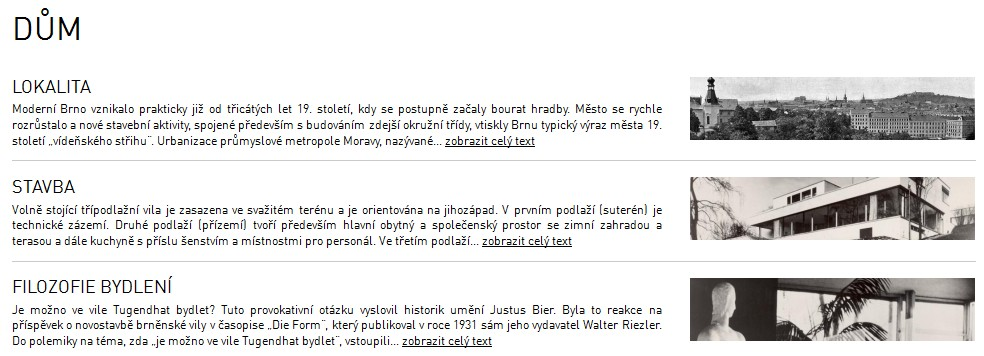 DŮM
LOKALITA
Moderní Brno vznikalo prakticky již od třicátých let 19. století, kdy se postupně začaly bourat hradby. Město se rychle
rozrůstalo a nové stavební aktivity, spojené především s budováním zdejší okružní třídy, vtiskly Brnu typický výraz města 19.
století „vídeňského střihu“. Urbanizace průmyslové metropole Moravy, nazývané... zobrazit celý text
STAVBA
Volně stojící třípodlažní vila je zasazena ve svažitém terénu a je orientována na jihozápad. V prvním podlaží (suterén) je
technické zázemí. Druhé podlaží (přízemí) tvoří především hlavní obytný a společenský prostor se zimní zahradou a
terasou a dále kuchyně s příslu šenstvím a místnostmi pro personál. Ve třetím podlaží... zobrazit celý text
FILOZOFIE BYDLENÍ
Je možno ve vile Tugendhat bydlet? Tuto provokativní otázku vyslovil historik umění Justus Bier. Byla to reakce na
příspěvek o novostavbě brněnské vily v časopise „Die Form“, který publikoval v roce 1931 sám jeho vydavatel Walter Riezler.
Do polemiky na téma, zda „je možno ve vile Tugendhat bydlet“, vstoupili... zobrazit celý text